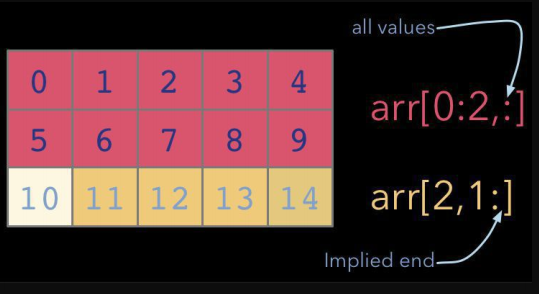 all values
0 1 2 3 4
arr[0:2,:]
5 6 7 8 9
10 11 12 13 14
arr[2,1:]
Implied end